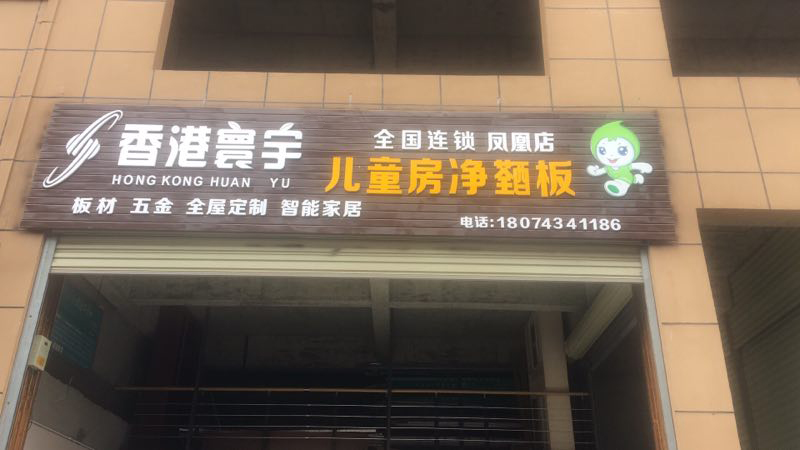 香港寰宇
HONG KONG HUAN YU
板材 五金 全屋定制 智能家居
全国连锁 凤凰店
儿童房净醛板
电话:18074341186